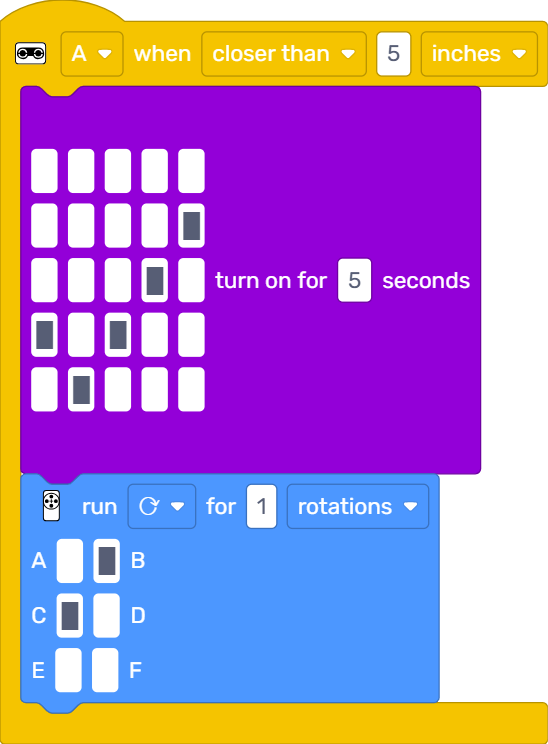 A when closer than 5 inches
turn on for 5 seconds
run for 1 rotations
A B
C D
E F